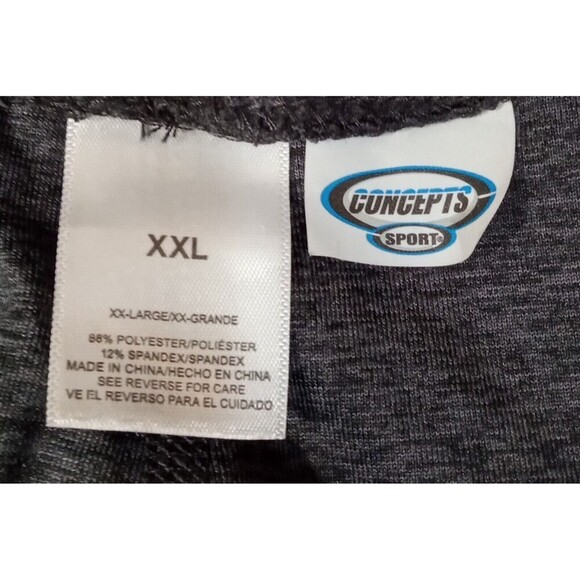 XXL
XX-LARGE/XX-GRANDE
88% POLYESTER/POLIÉSTER
12% SPANDEX/SPANDEX
MADE IN CHINA/HECHO EN CHINA
SEE REVERSE FOR CARE
VE EL REVERSO PARA EL CUIDADO
CONCEPTS
SPORT®